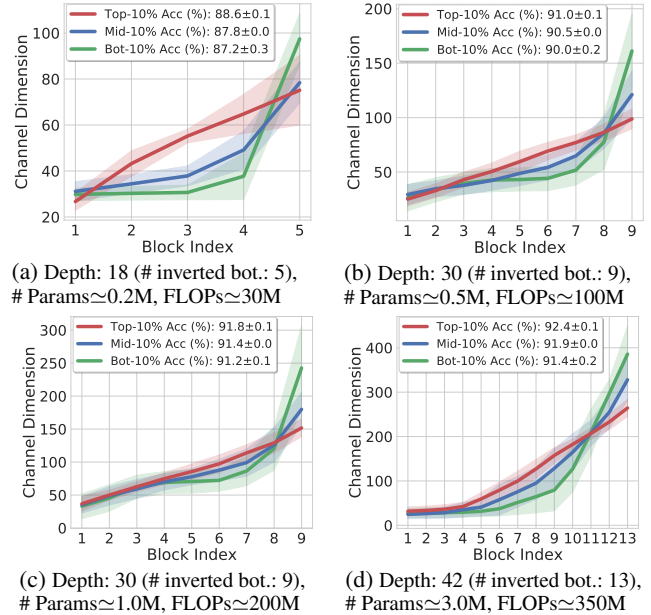 Top-10% Acc (%): 88.6±0.1
Mid-10% Acc (%): 87.8±0.0
Bot-10% Acc (%): 87.2±0.3
Channel Dimension
100
80
60
40
20
1 2 3 4 5
Block Index
(a) Depth: 18 (# inverted bot.: 5),
# Params≃0.2M, FLOPs≃30M
Top-10% Acc (%): 91.0±0.1
Mid-10% Acc (%): 90.5±0.0
Bot-10% Acc (%): 90.0±0.2
Channel Dimension
200
150
100
50
1 2 3 4 5 6 7 8 9
Block Index
(b) Depth: 30 (# inverted bot.: 9),
# Params≃0.5M, FLOPs≃100M
Top-10% Acc (%): 91.8±0.1
Mid-10% Acc (%): 91.4±0.0
Bot-10% Acc (%): 91.2±0.1
Channel Dimension
300
250
200
150
100
50
0
1 2 3 4 5 6 7 8 9
Block Index
(c) Depth: 30 (# inverted bot.: 9),
# Params≃1.0M, FLOPs≃200M
Top-10% Acc (%): 92.4±0.1
Mid-10% Acc (%): 91.9±0.0
Bot-10% Acc (%): 91.4±0.2
Channel Dimension
400
300
200
100
0
1 2 3 4 5 6 7 8 9 10 11 12 13
Block Index
(d) Depth: 42 (# inverted bot.: 13),
# Params≃3.0M, FLOPs≃350M